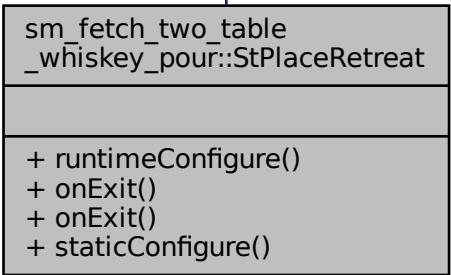 sm_fetch_two_table
_whiskey_pour::StPlaceRetreat
+ runtimeConfigure()
+ onExit()
+ onExit()
+ staticConfigure()